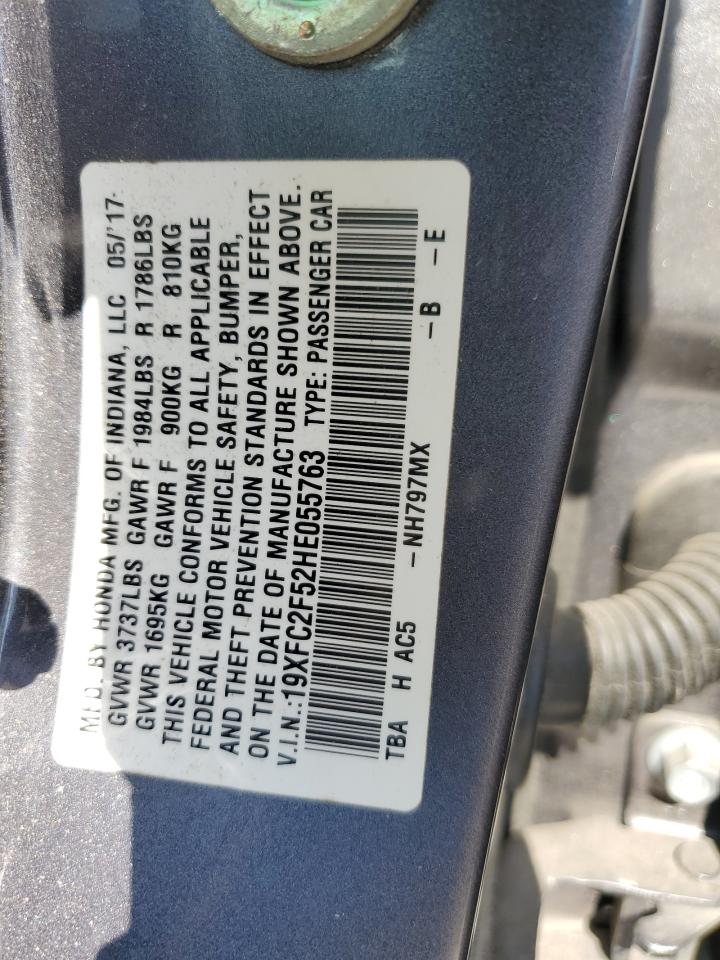 MFD. BY HONDA MFG. OF INDIANA, LLC 05/'17
GVWR 3737LBS GAWR F 1984LBS R 1786LBS
GVWR 1695KG GAWR F 900KG R 810KG
THIS VEHICLE CONFORMS TO ALL APPLICABLE
FEDERAL MOTOR VEHICLE SAFETY, BUMPER,
AND THEFT PREVENTION STANDARDS IN EFFECT
ON THE DATE OF MANUFACTURE SHOWN ABOVE.
V.I.N.:19XFC2F52HE055763 TYPE: PASSENGER CAR
TBA H AC5 -NH797MX -B -E